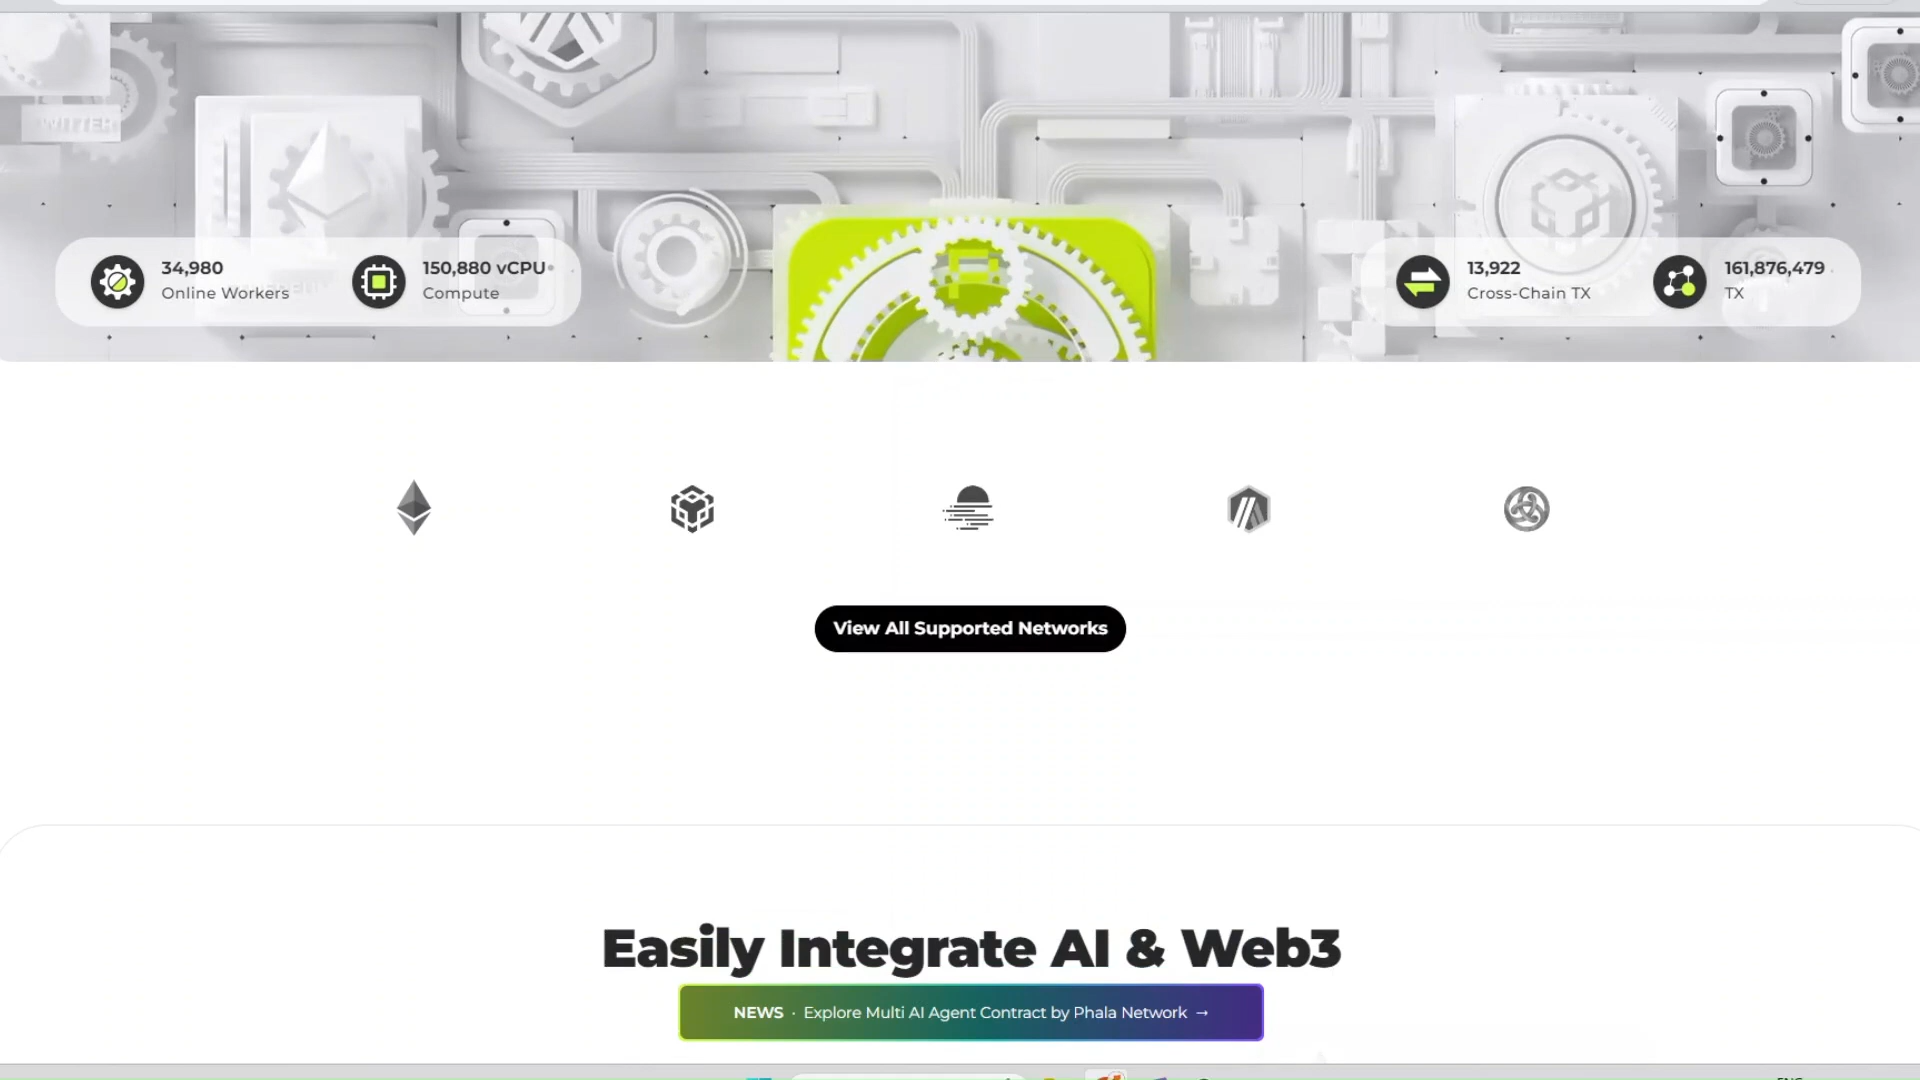 34,980
Online Workers
150,880 vCPU
Compute
13,922
Cross-Chain TX
161,876,479
TX
View All Supported Networks
Easily Integrate AI & Web3
NEWS · Explore Multi AI Agent Contract by Phala Network →